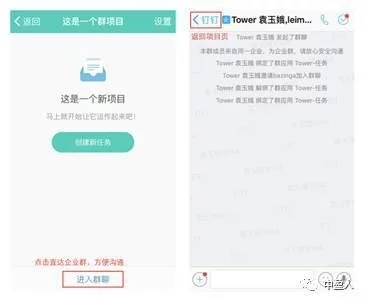 返回
这是一个群项目
设置
这是一个新项目
马上就开始让它运作起来吧!
创建新任务
点击直达企业群，方便沟通
进入群聊
钉钉
Tower 袁玉娥,leim...
返回项目页
Tower 袁玉娥 发起了群聊
本群成员来自同一企业，为企业群，请放心安全沟通
Tower 袁玉娥邀请bazinga加入群聊
Tower 袁玉娥 解绑了群应用 Tower-任务
Tower 袁玉娥 绑定了群应用 Tower-任务
Tower 袁玉娥 绑定了群应用 Tower-任务